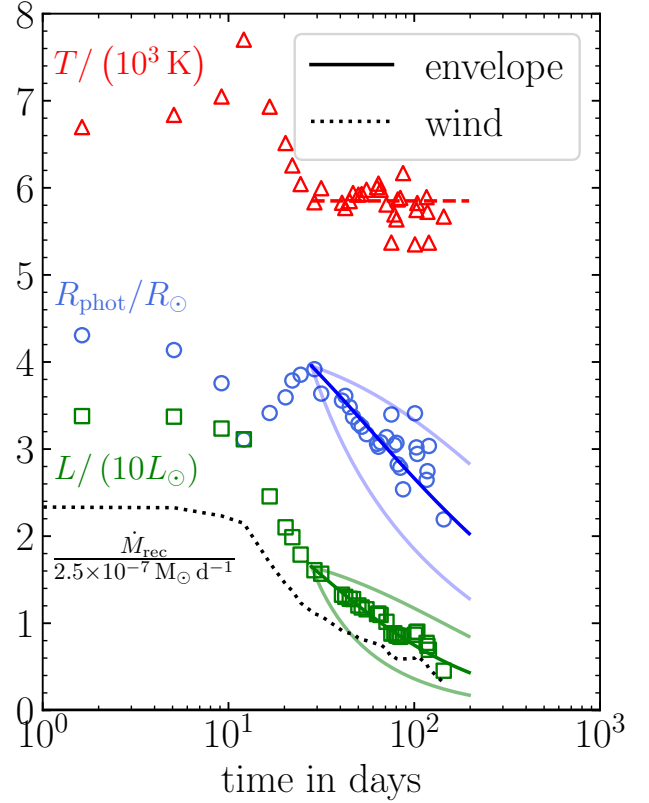 8
7
6
5
4
3
2
1
0
T/(10³ K)
envelope
wind
R_phot/R_⊙
L/(10L_⊙)
Ṁ_rec
2.5×10⁻⁷ M_⊙ d⁻¹
10⁰ 10¹ 10² 10³
time in days